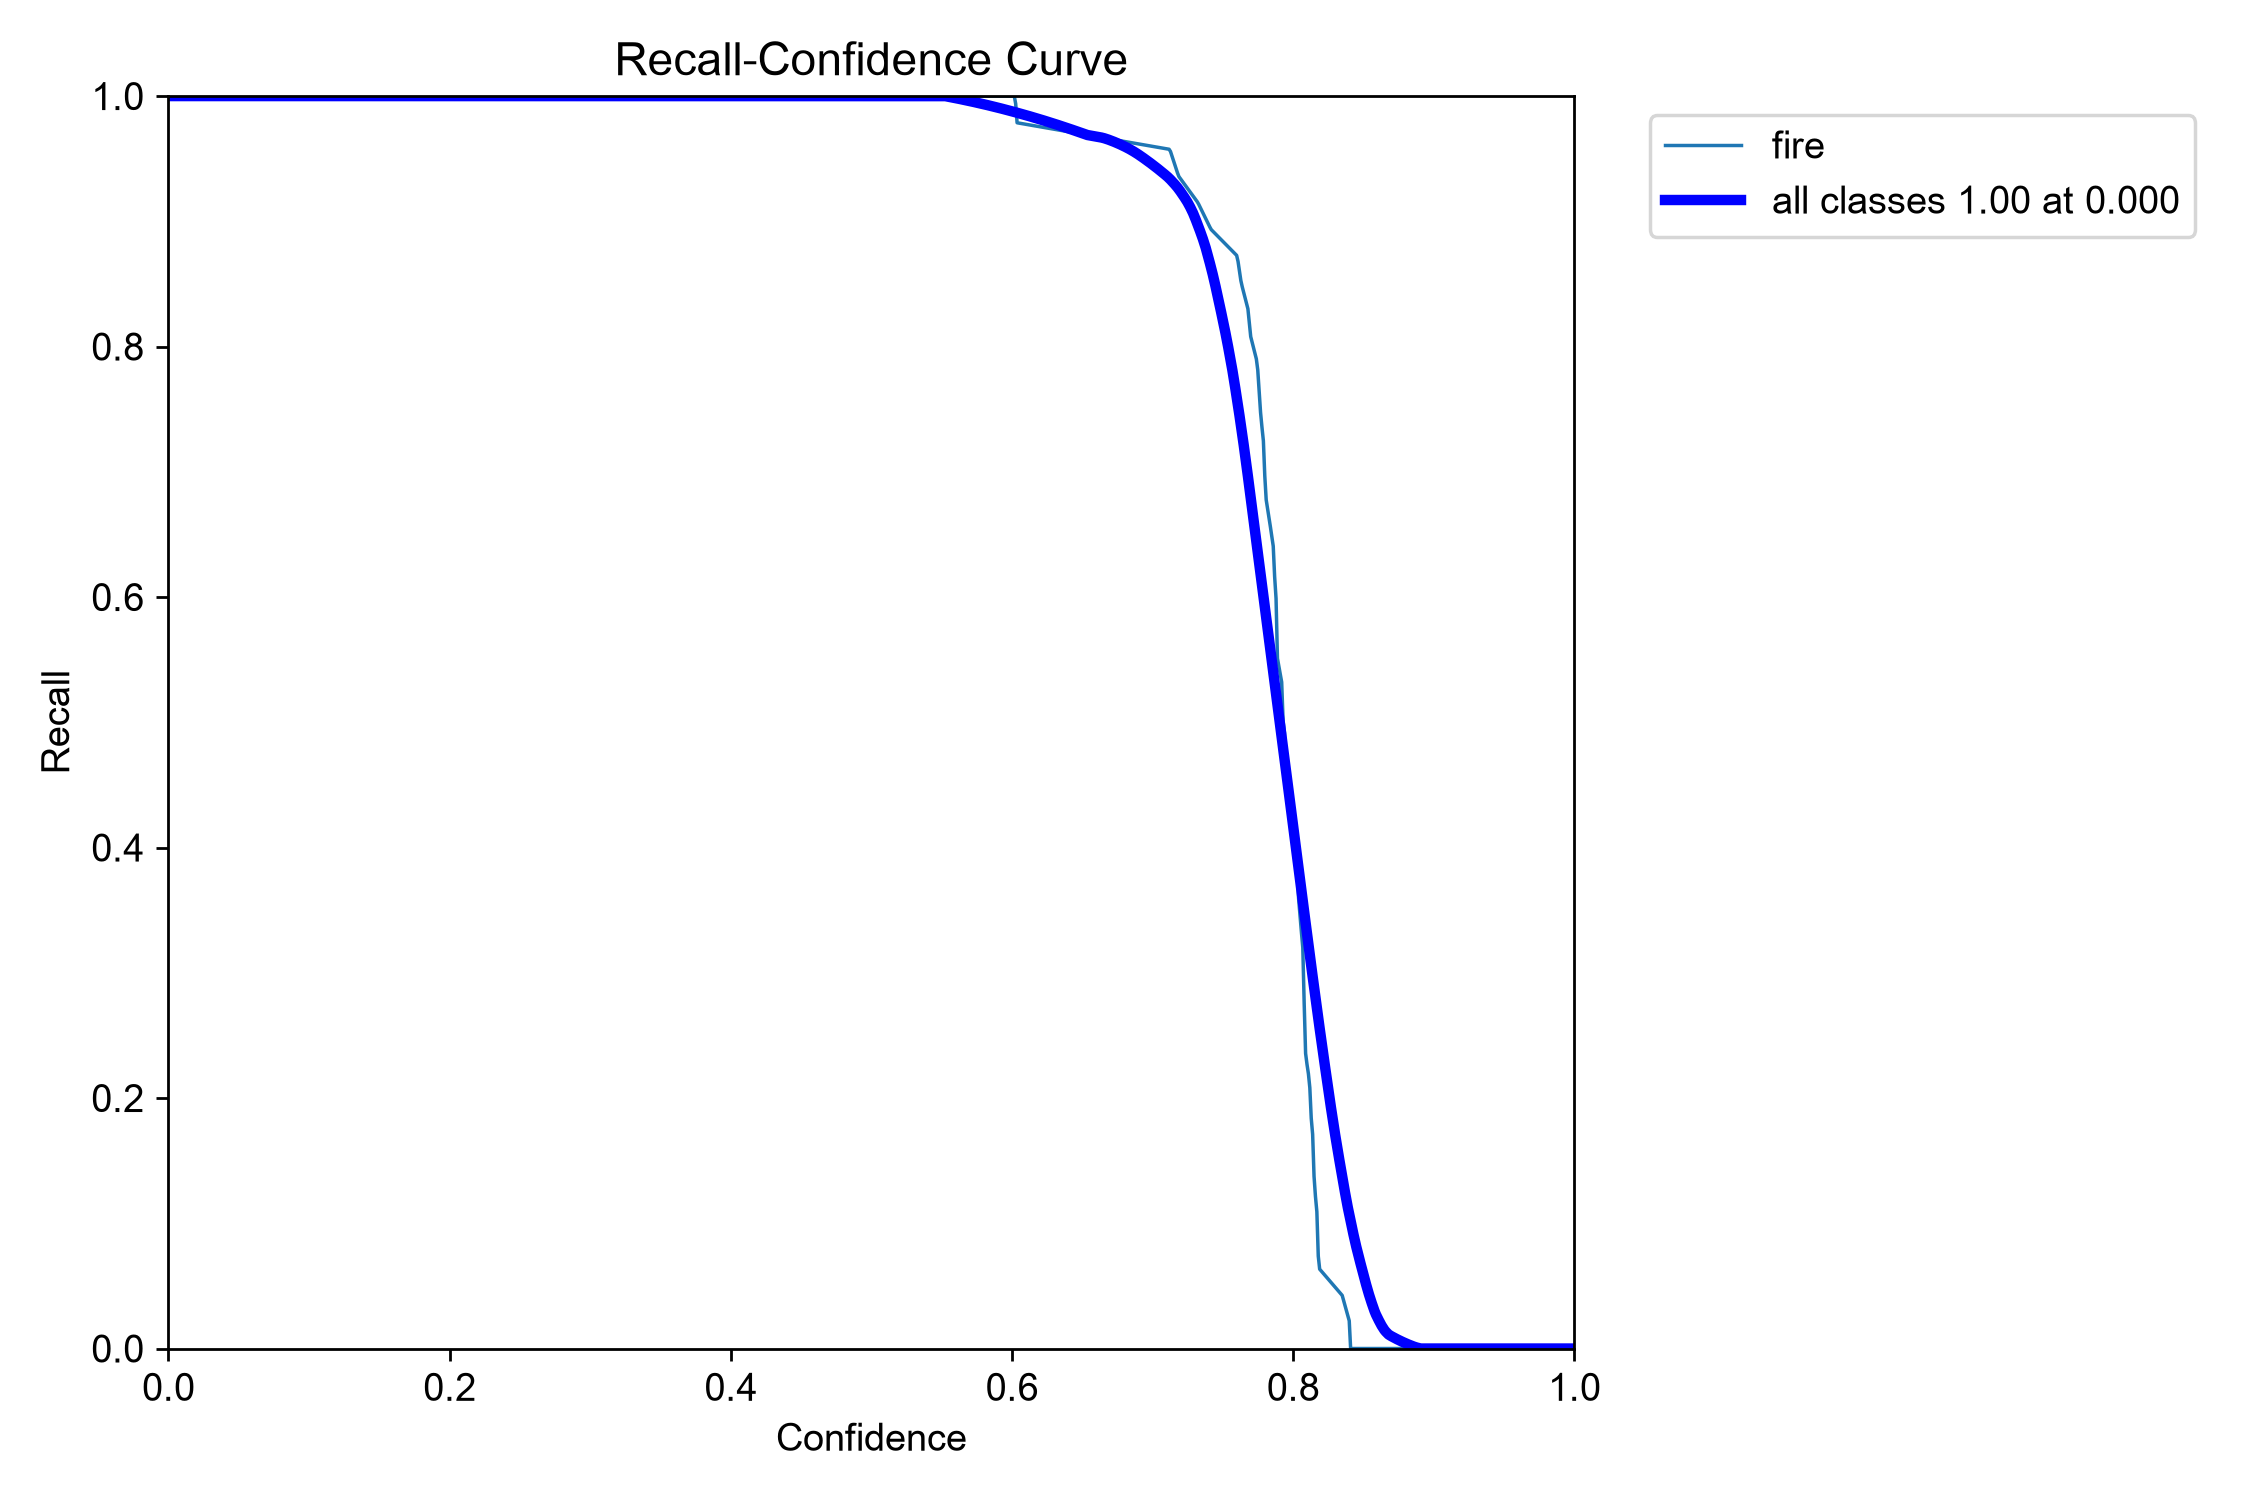 Recall-Confidence Curve
1.0
0.8
0.6
0.4
0.2
0.0
Recall
0.0 0.2 0.4 0.6 0.8 1.0
Confidence
fire
all classes 1.00 at 0.000